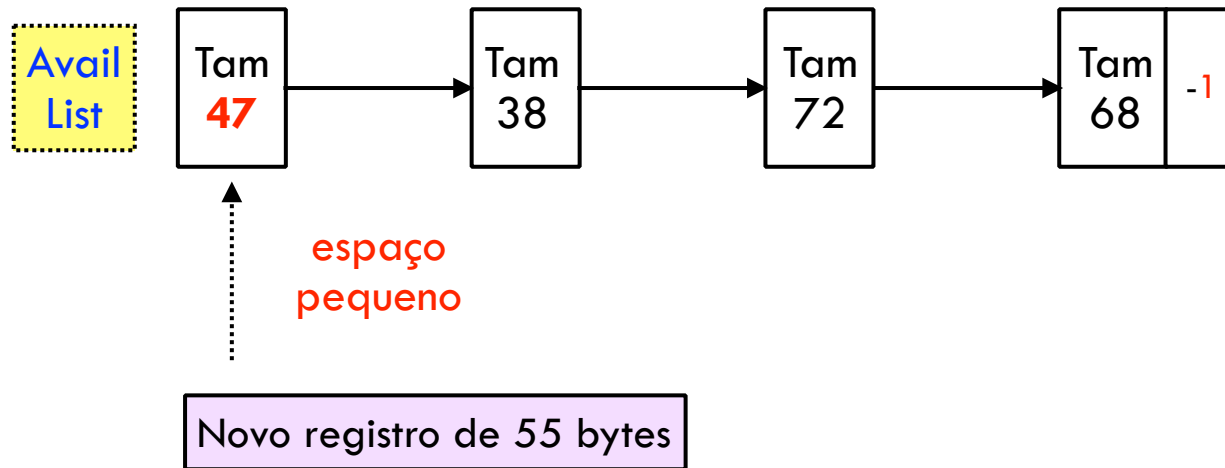 Avail
List
Tam
47
Tam
38
Tam
72
Tam
68
-1
espaço
pequeno
Novo registro de 55 bytes